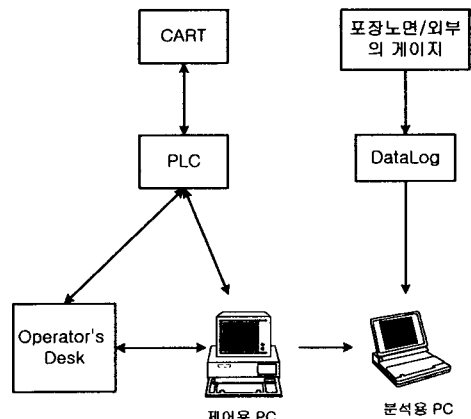 CART
포장노면/외부
의 게이지
PLC
DataLog
Operator's
Desk
제어용 PC
분석용 PC